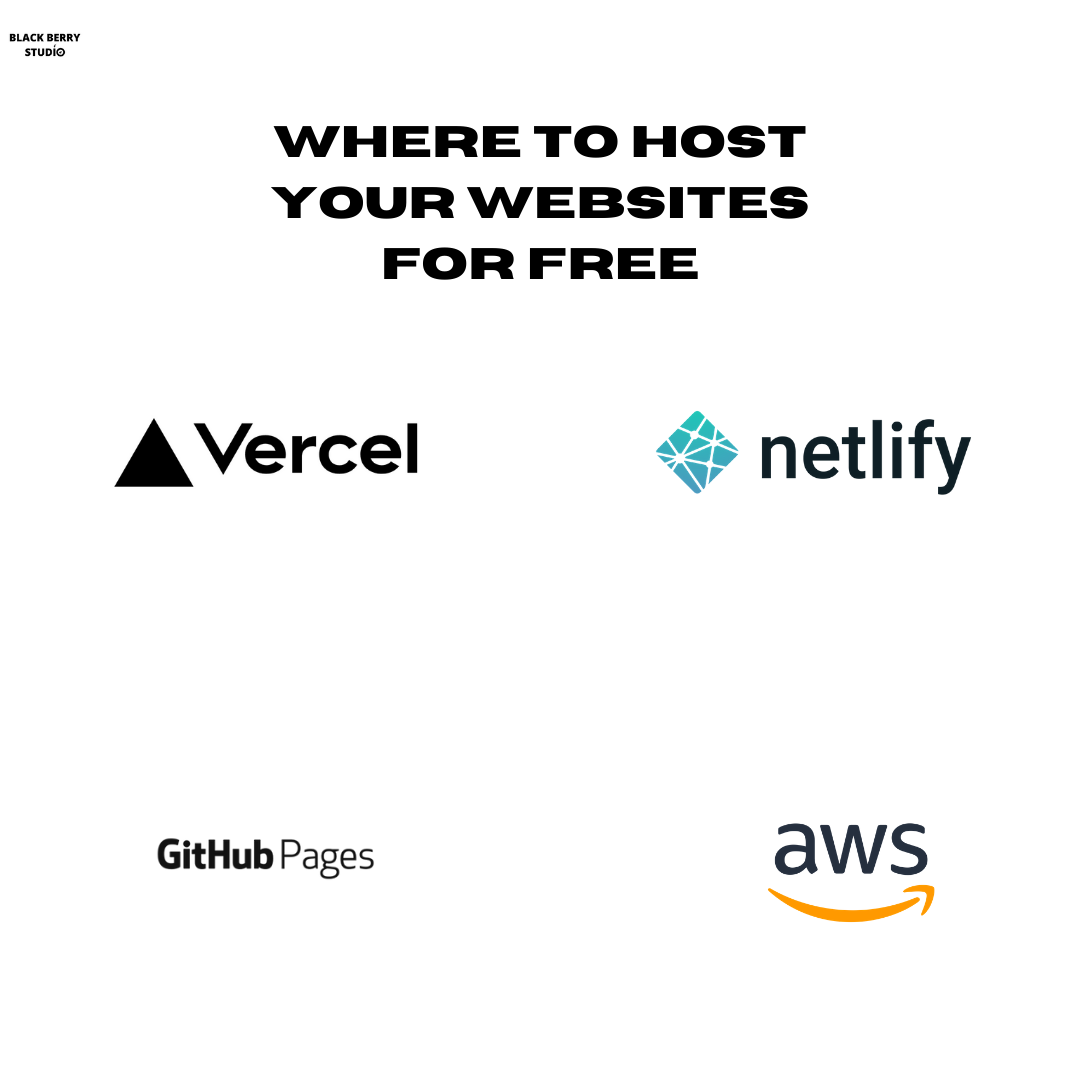 BLACK BERRY
STUDIO
WHERE TO HOST
YOUR WEBSITES
FOR FREE
Vercel
netlify
GitHub Pages
aws